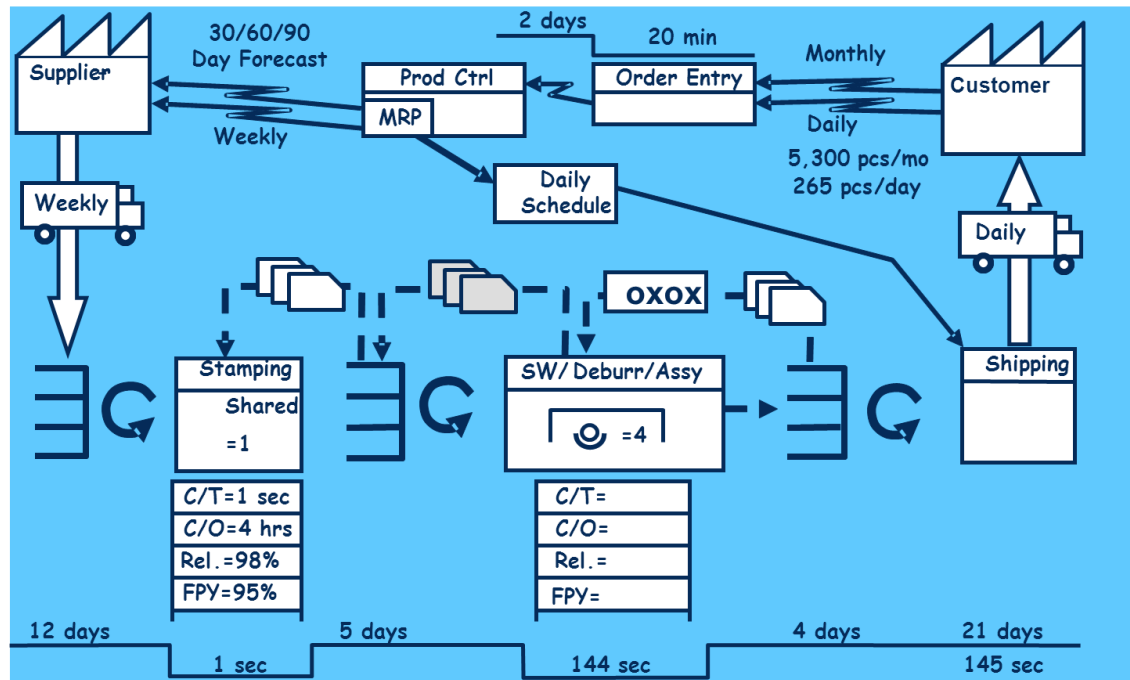 2 days
20 min
30/60/90
Day Forecast
Monthly
Supplier
Prod Ctrl
Order Entry
Customer
MRP
Weekly
Daily
5,300 pcs/mo
265 pcs/day
Daily
Schedule
Weekly
Daily
OXOX
Stamping
Shared
=1
SW/ Deburr/Assy
=4
Shipping
C/T=1 sec
C/O=4 hrs
Rel.=98%
FPY=95%
C/T=
C/O=
Rel.=
FPY=
12 days
5 days
4 days
21 days
1 sec
144 sec
145 sec